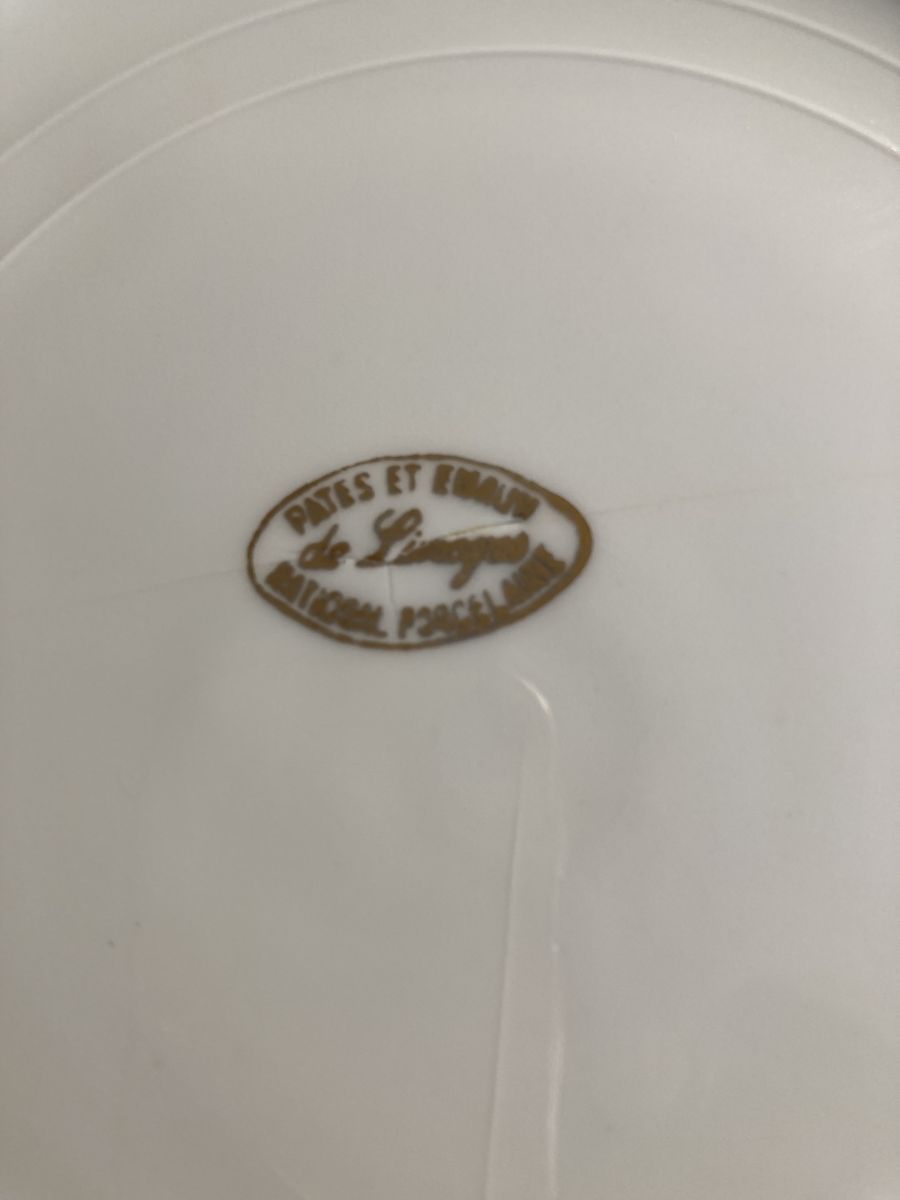 PATES ET EMAUX
de Limoges
NATIONAL PORCELAINE